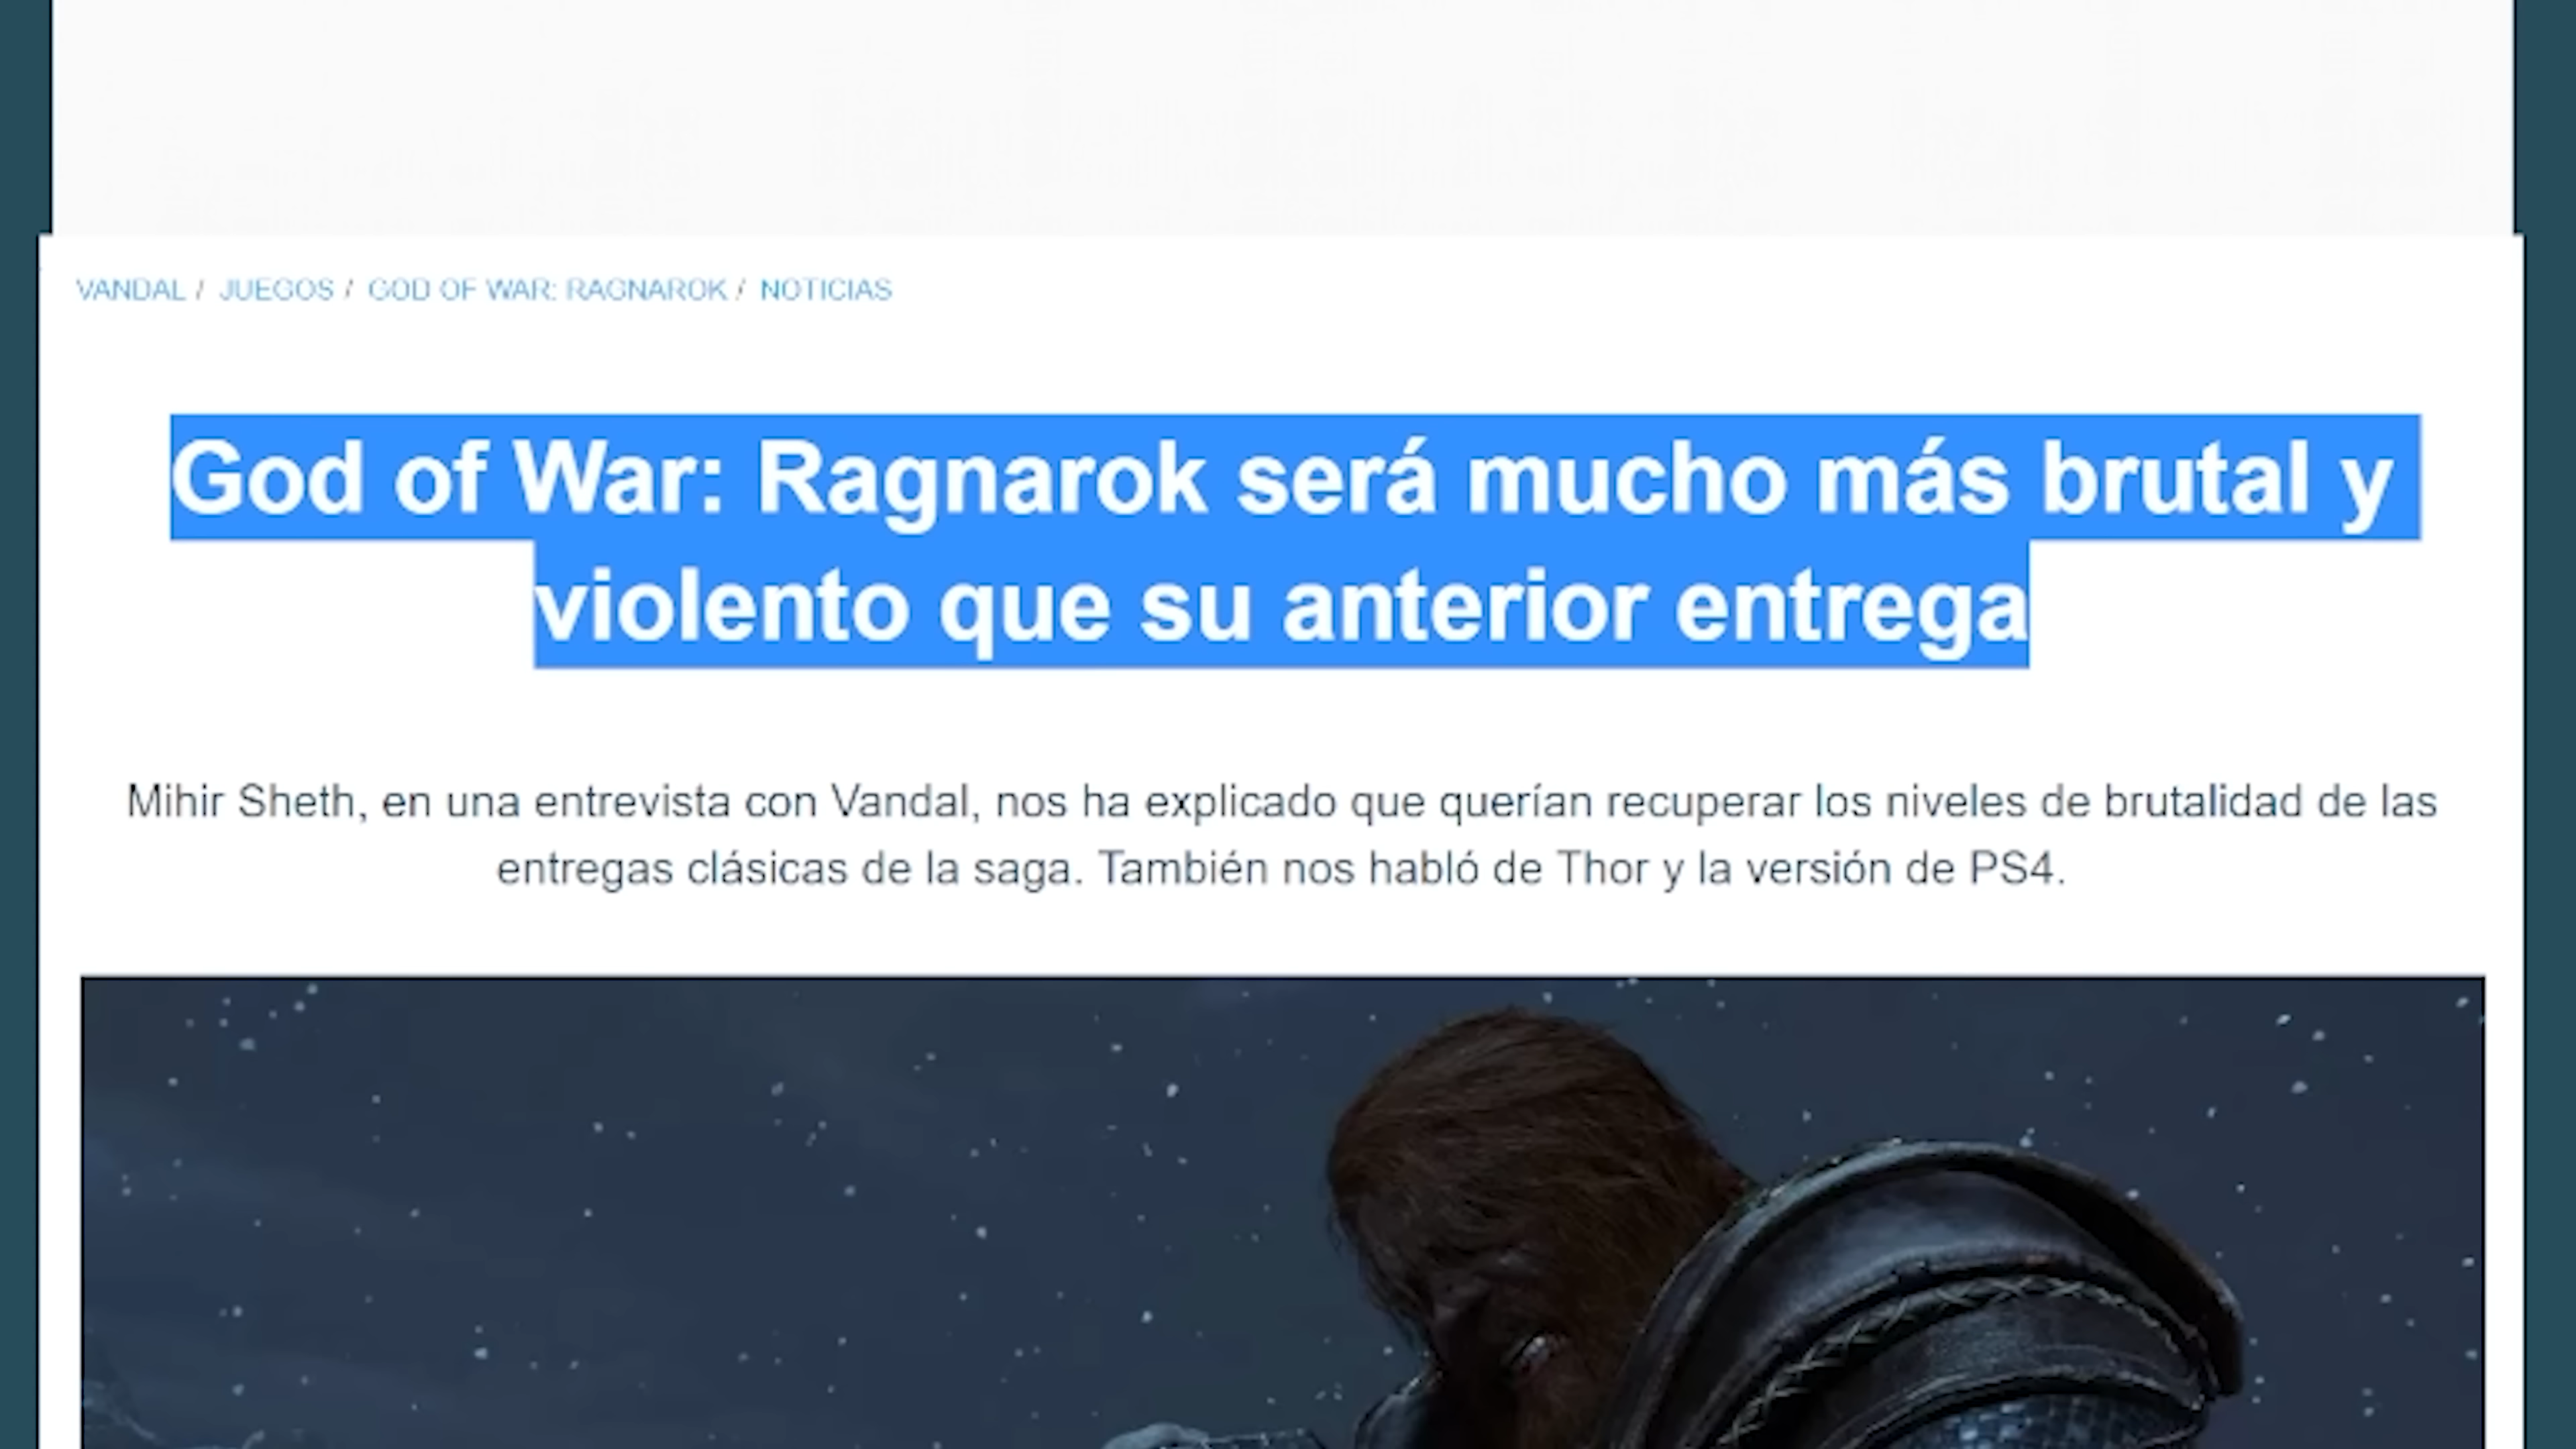 VANDAL / JUEGOS / GOD OF WAR: RAGNAROK / NOTICIAS
God of War: Ragnarok será mucho más brutal y
violento que su anterior entrega
Mihir Sheth, en una entrevista con Vandal, nos ha explicado que querían recuperar los niveles de brutalidad de las
entregas clásicas de la saga. También nos habló de Thor y la versión de PS4.